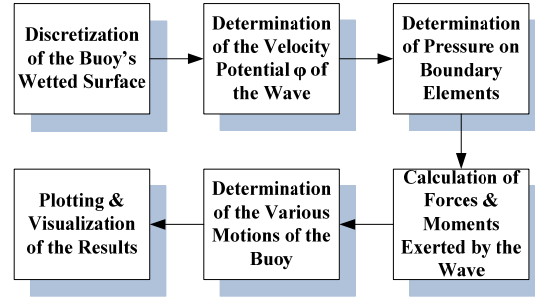 Discretization
of the Buoy's
Wetted Surface
Determination
of the Velocity
Potential φ of
the Wave
Determination
of Pressure on
Boundary
Elements
Calculation of
Forces &
Moments
Exerted by the
Wave
Determination
of the Various
Motions of the
Buoy
Plotting &
Visualization
of the Results